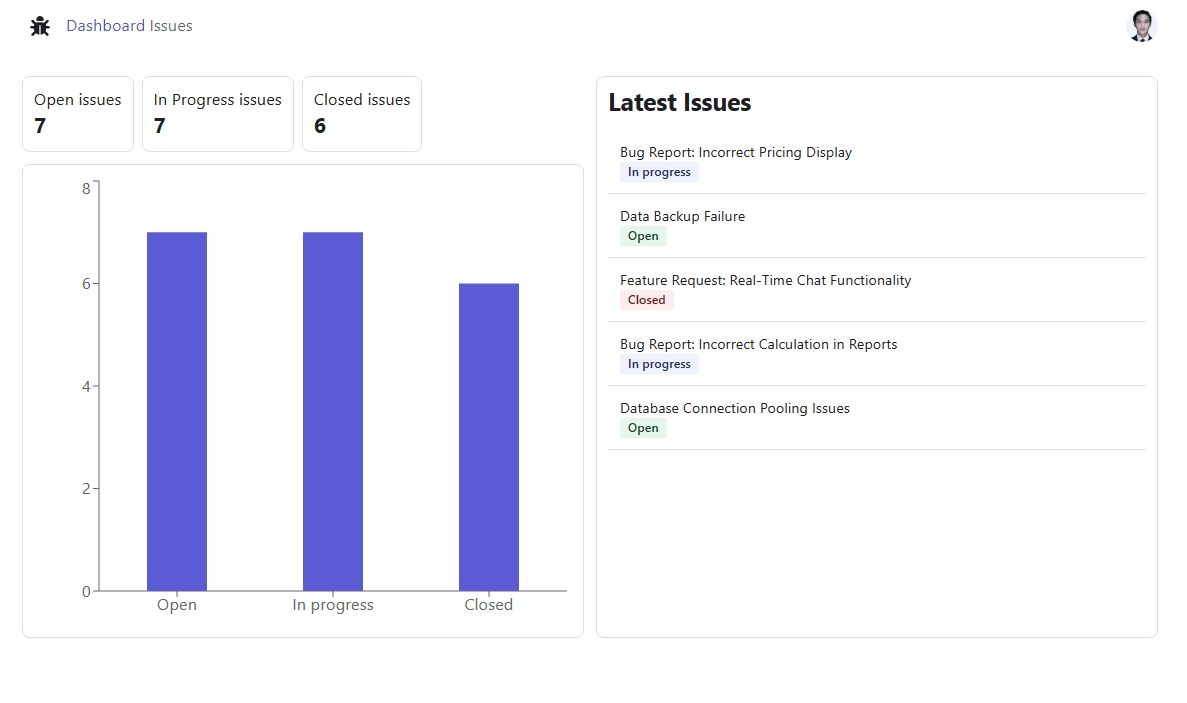 Dashboard Issues
Open issues
7
In Progress issues
7
Closed issues
6
8
6
4
2
0
Open
In progress
Closed
Latest Issues
Bug Report: Incorrect Pricing Display
In progress
Data Backup Failure
Open
Feature Request: Real-Time Chat Functionality
Closed
Bug Report: Incorrect Calculation in Reports
In progress
Database Connection Pooling Issues
Open